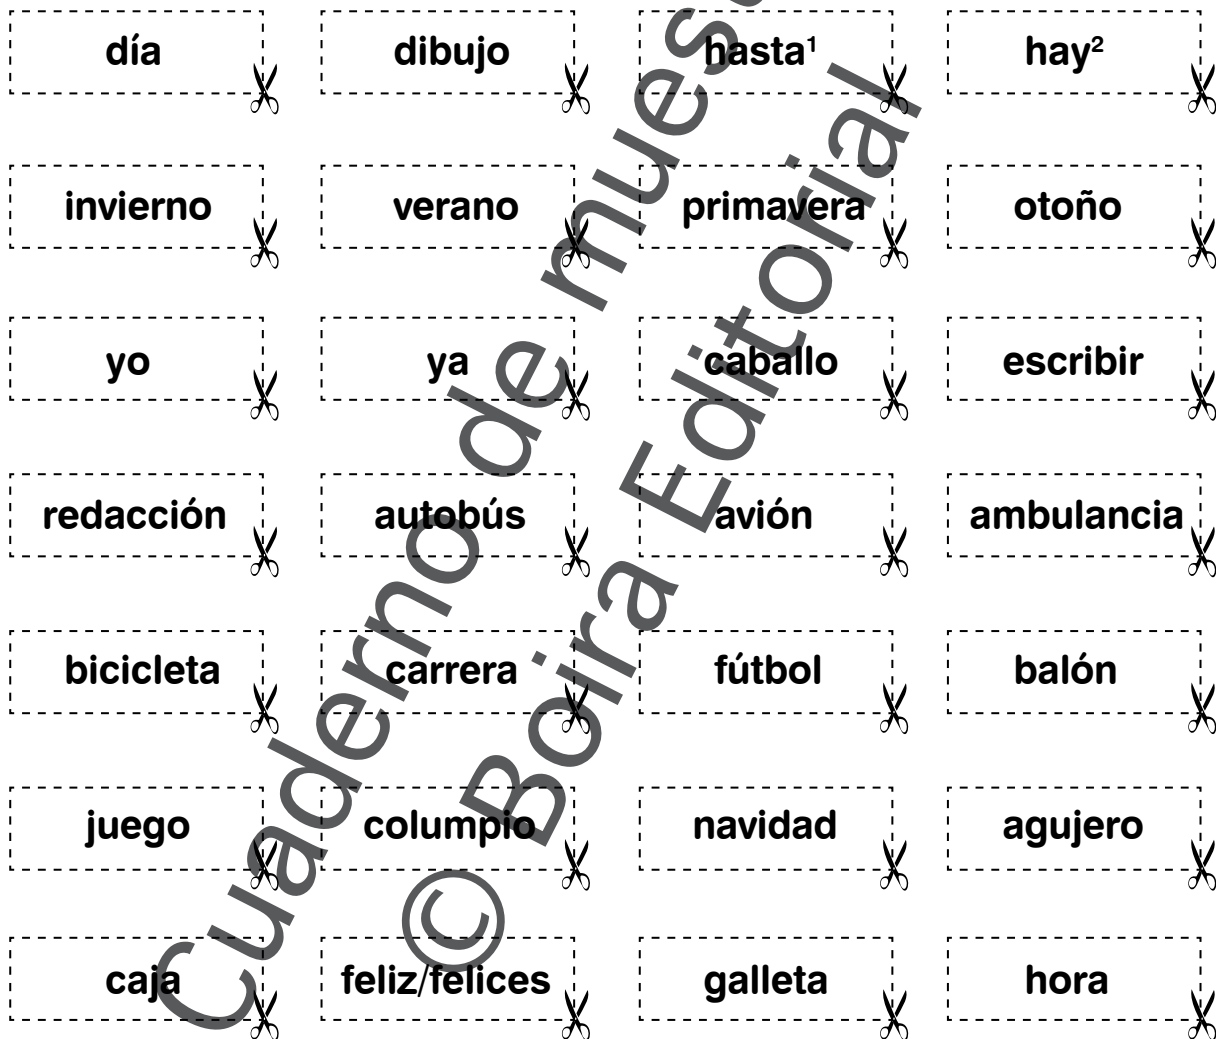 día dibujo hasta¹ hay²
invierno verano primavera otoño
yo ya caballo escribir
redacción autobús avión ambulancia
bicicleta carrera fútbol balón
juego columpio navidad agujero
caja feliz/felices galleta hora
Cuaderno de
© Boira Editorial